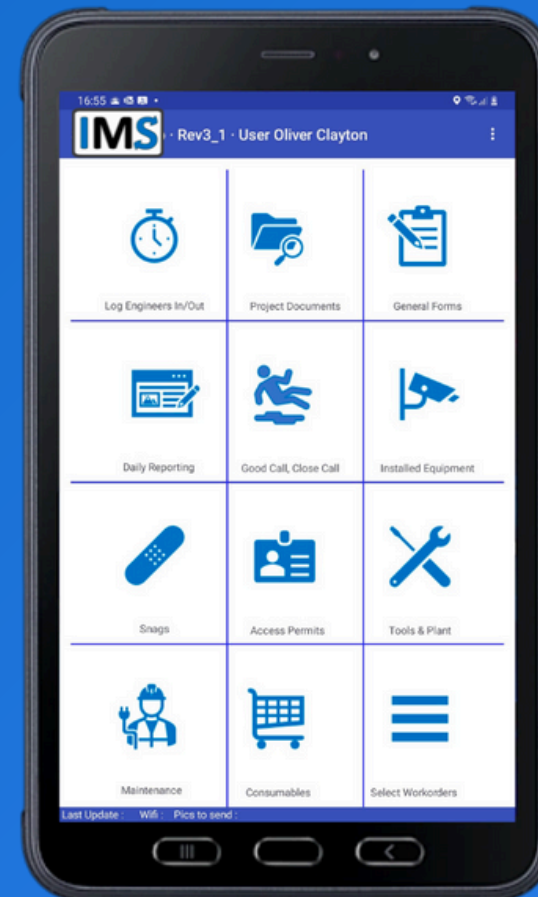 16:55
IMS · Rev3_1 · User Oliver Clayton
Log Engineers In/Out
Project Documents
General Forms
Daily Reporting
Good Call, Close Call
Installed Equipment
Snags
Access Permits
Tools & Plant
Maintenance
Consumables
Select Workorders
Last Update : Wifi : Pics to send :